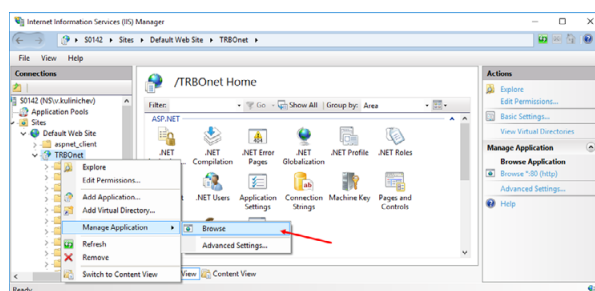 Internet Information Services (IIS) Manager
S0142 ▸ Sites ▸ Default Web Site ▸ TRBOnet ▸
File View Help
Connections
S0142 (NS\v.kulinichev)
Application Pools
Sites
Default Web Site
aspnet_client
TRBOnet
Explore
Edit Permissions...
Add Application...
Add Virtual Directory...
Manage Application
Refresh
Remove
Switch to Content View
Browse
Advanced Settings...
/TRBOnet Home
Filter: Go Show All Group by: Area
ASP.NET
.NET Compilation
.NET Error Pages
.NET Globalization
.NET Profile
.NET Roles
.NET Users
Application Settings
Connection Strings
Machine Key
Pages and Controls
View Content View
Actions
Explore
Edit Permissions...
Basic Settings...
View Virtual Directories
Manage Application
Browse Application
Browse *:80 (http)
Advanced Settings...
Help
Ready